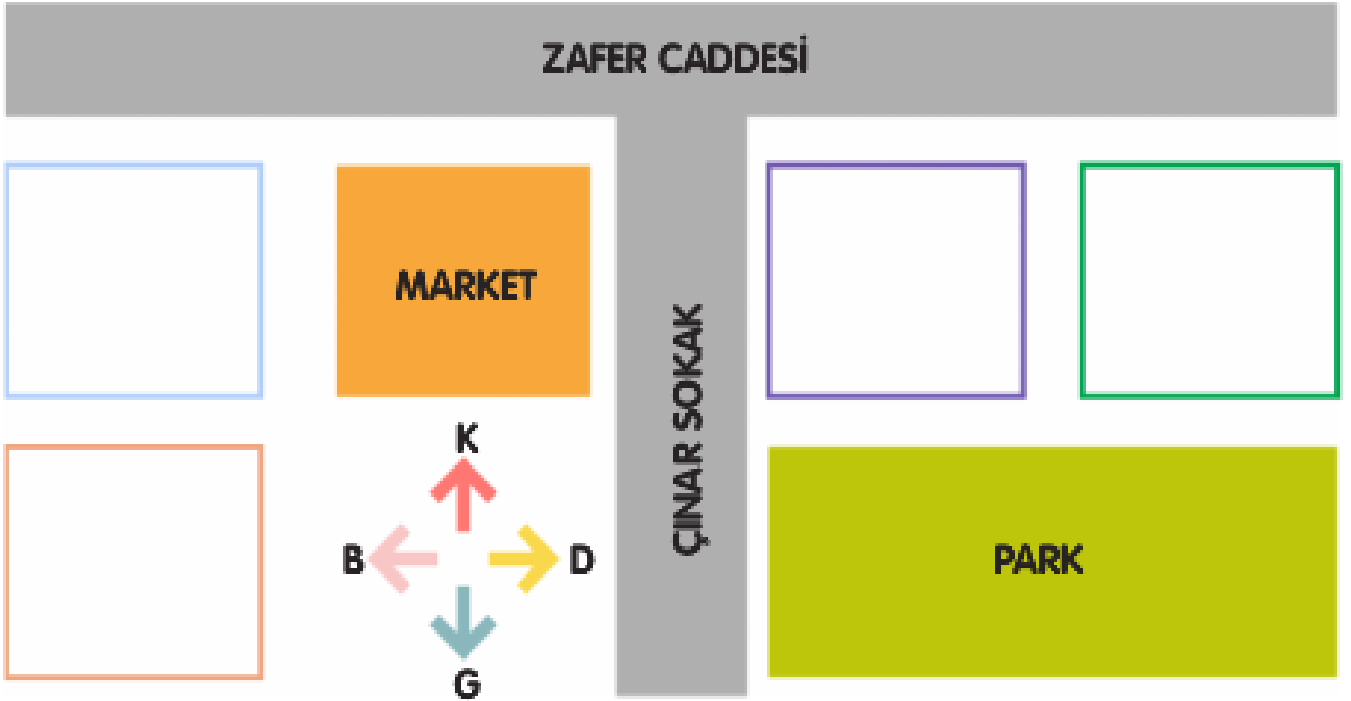 ZAFER CADDESİ
MARKET
ÇINAR SOKAK
K
B
D
G
PARK